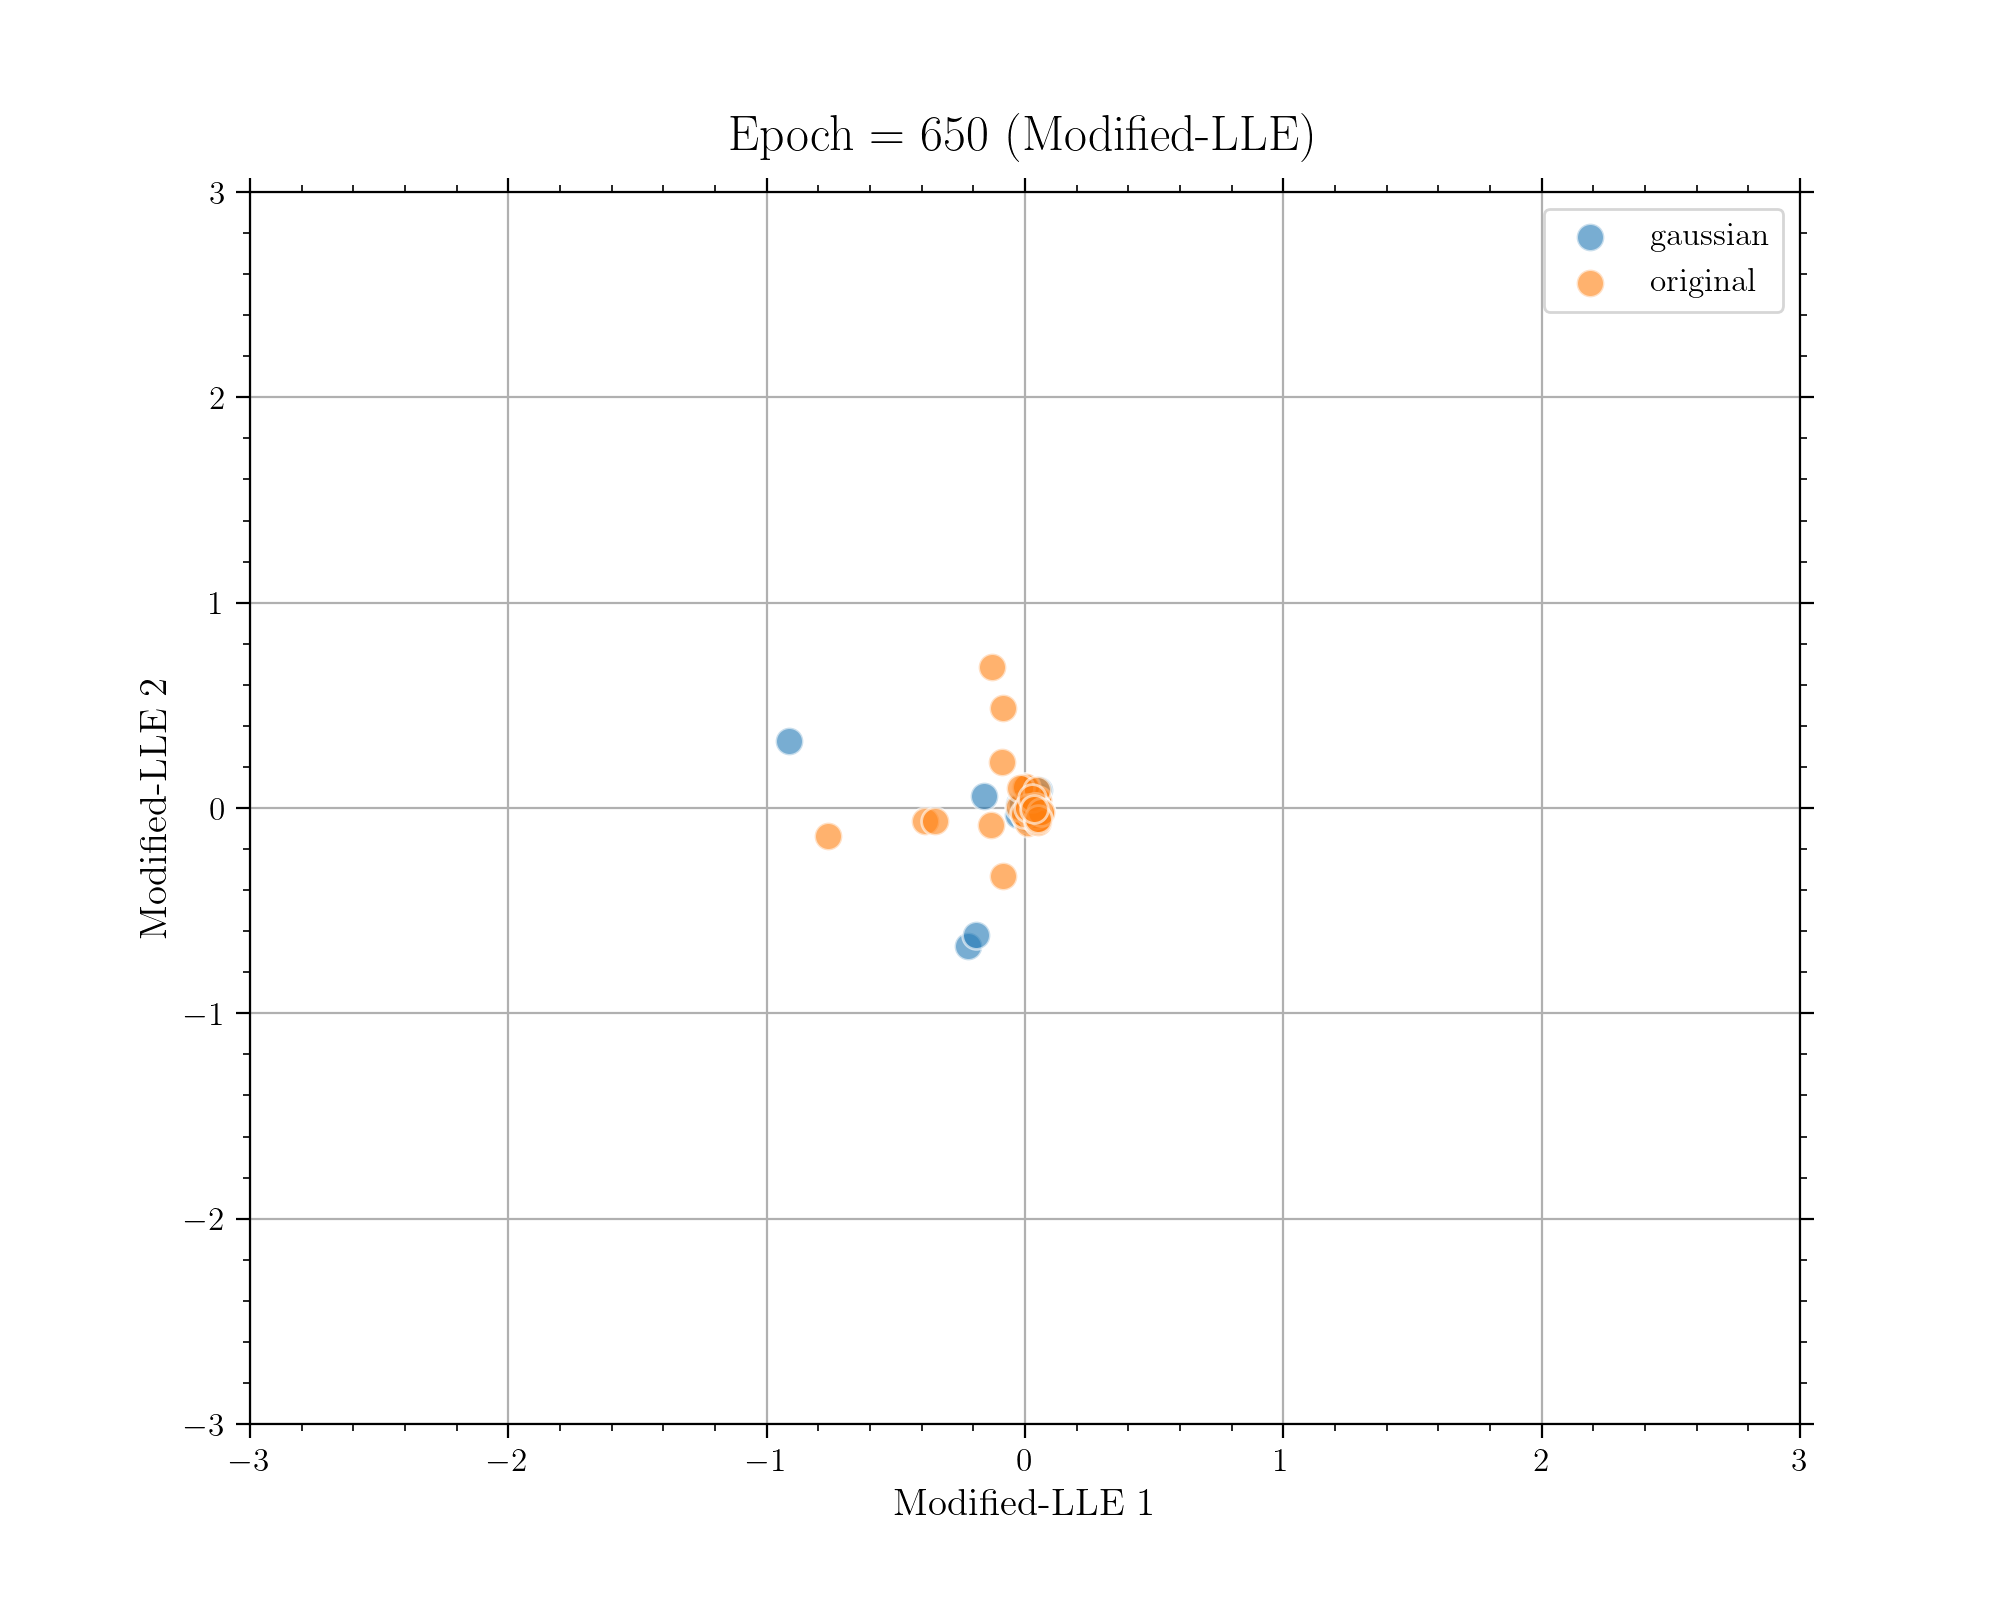 Epoch = 650 (Modified-LLE)
gaussian
original
3
2
1
0
−1
−2
−3
Modified-LLE 2
−3
−2
−1
0
1
2
3
Modified-LLE 1